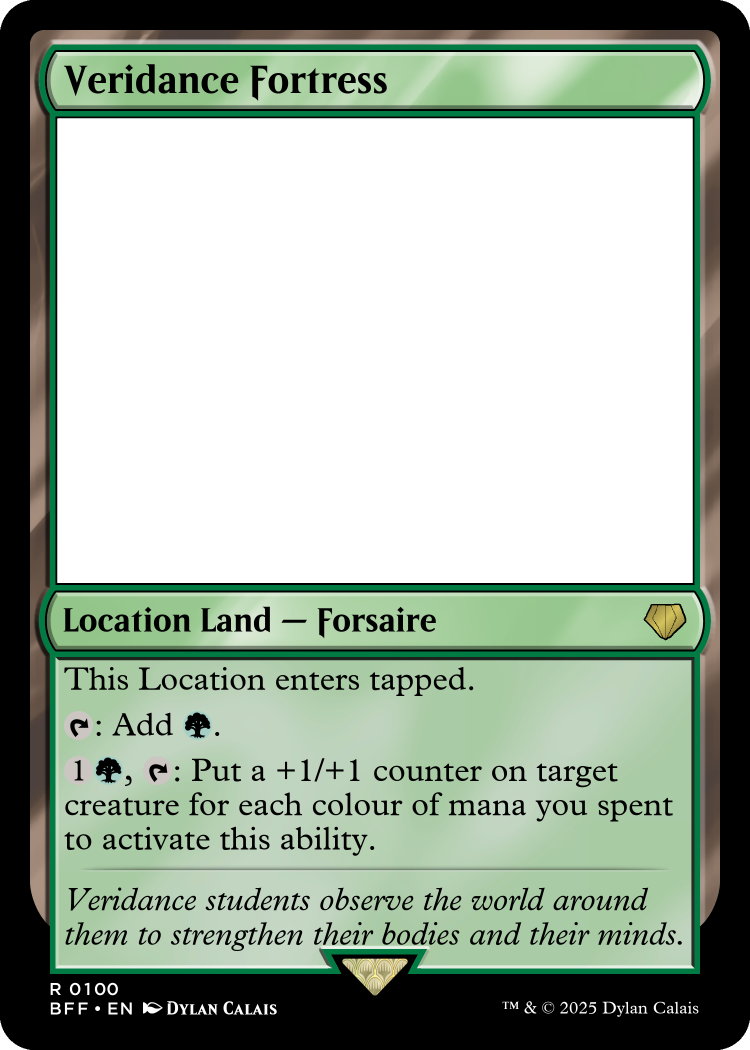 Veridance Fortress
Location Land — Forsaire
This Location enters tapped.
: Add .
1 , : Put a +1/+1 counter on target
creature for each colour of mana you spent
to activate this ability.
Veridance students observe the world around
them to strengthen their bodies and their minds.
R 0100
BFF • EN Dylan Calais
™ & © 2025 Dylan Calais